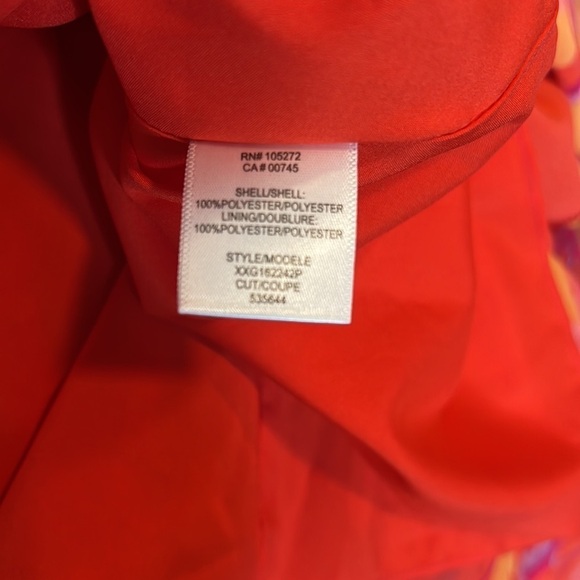 RN# 105272
CA# 00745
SHELL/SHELL:
100%POLYESTER/POLYESTER
LINING/DOUBLURE:
100%POLYESTER/POLYESTER
STYLE/MODELE
XXG162242P
CUT/COUPE
535644